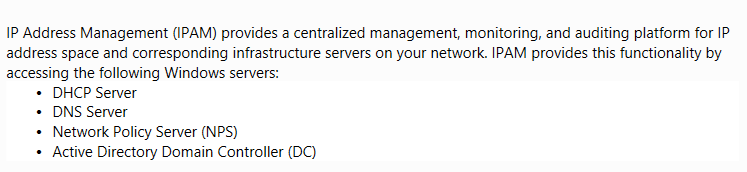 IP Address Management (IPAM) provides a centralized management, monitoring, and auditing platform for IP
address space and corresponding infrastructure servers on your network. IPAM provides this functionality by
accessing the following Windows servers:
• DHCP Server
• DNS Server
• Network Policy Server (NPS)
• Active Directory Domain Controller (DC)